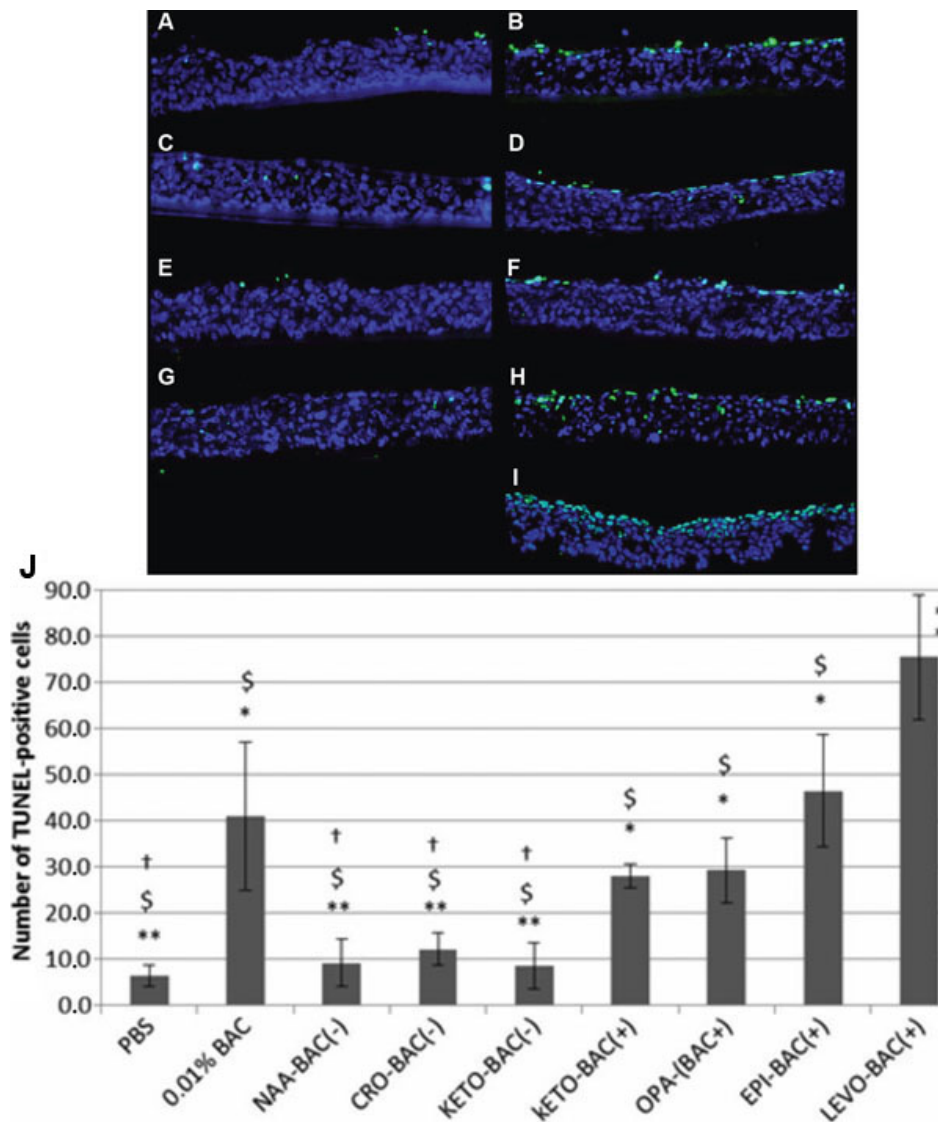 A
B
C
D
E
F
G
H
I
J
Number of TUNEL-positive cells
90.0
80.0
70.0
60.0
50.0
40.0
30.0
20.0
10.0
0.0
†
$
**
$
*
†
$
**
†
$
**
†
$
**
$
*
$
*
$
*
PBS
0.01% BAC
NAA-BAC(-)
CRO-BAC(-)
KETO-BAC(-)
kETO-BAC(+)
OPA-(BAC+)
EPI-BAC(+)
LEVO-BAC(+)